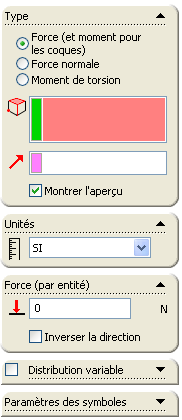 Type
Force (et moment pour
les coques)
Force normale
Moment de torsion
Montrer l'aperçu
Unités
SI
Force (par entité)
0 N
Inverser la direction
Distribution variable
Paramètres des symboles